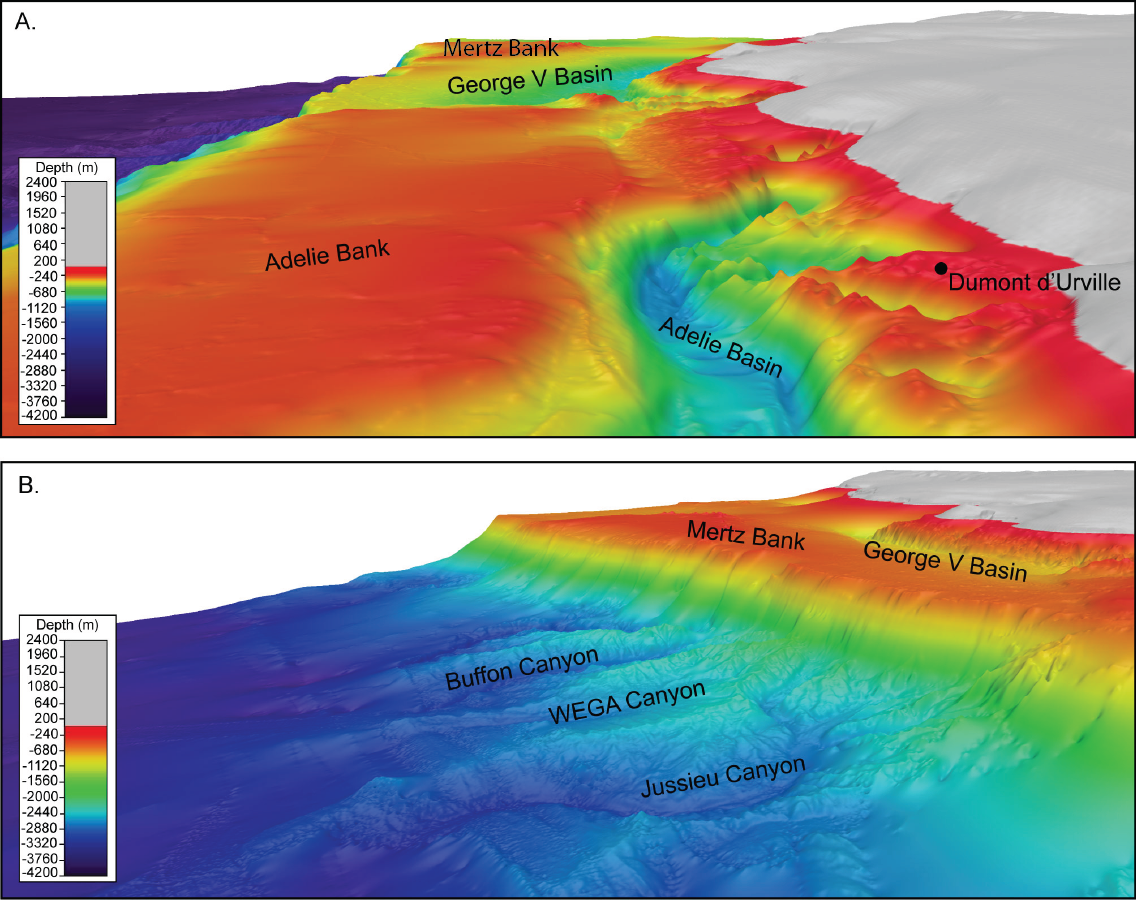 A.
Mertz Bank
George V Basin
Depth (m)
2400
1960
1520
1080
640
200
-240
-680
-1120
-1560
-2000
-2440
-2880
-3320
-3760
-4200
Adelie Bank
Dumont d'Urville
Adelie Basin
B.
Mertz Bank
George V Basin
Depth (m)
2400
1960
1520
1080
640
200
-240
-680
-1120
-1560
-2000
-2440
-2880
-3320
-3760
-4200
Buffon Canyon
WEGA Canyon
Jussieu Canyon